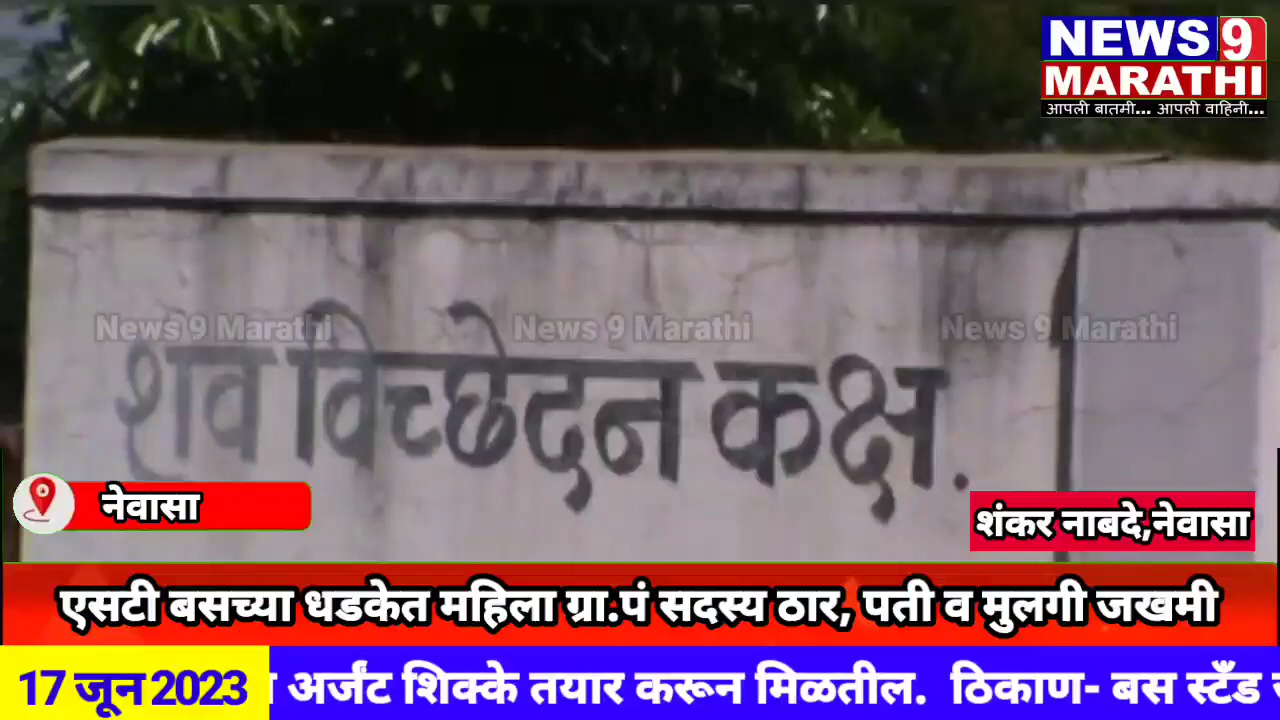 NEWS 9
MARATHI
आपली बातमी... आपली वाहिनी...
News 9 Marathi News 9 Marathi News 9 Marathi
शव विच्छेदन कक्ष.
नेवासा
शंकर नाबदे,नेवासा
एसटी बसच्या धडकेत महिला ग्रा.पं सदस्य ठार, पती व मुलगी जखमी
17 जून 2023
अर्जंट शिक्के तयार करून मिळतील. ठिकाण- बस स्टँड